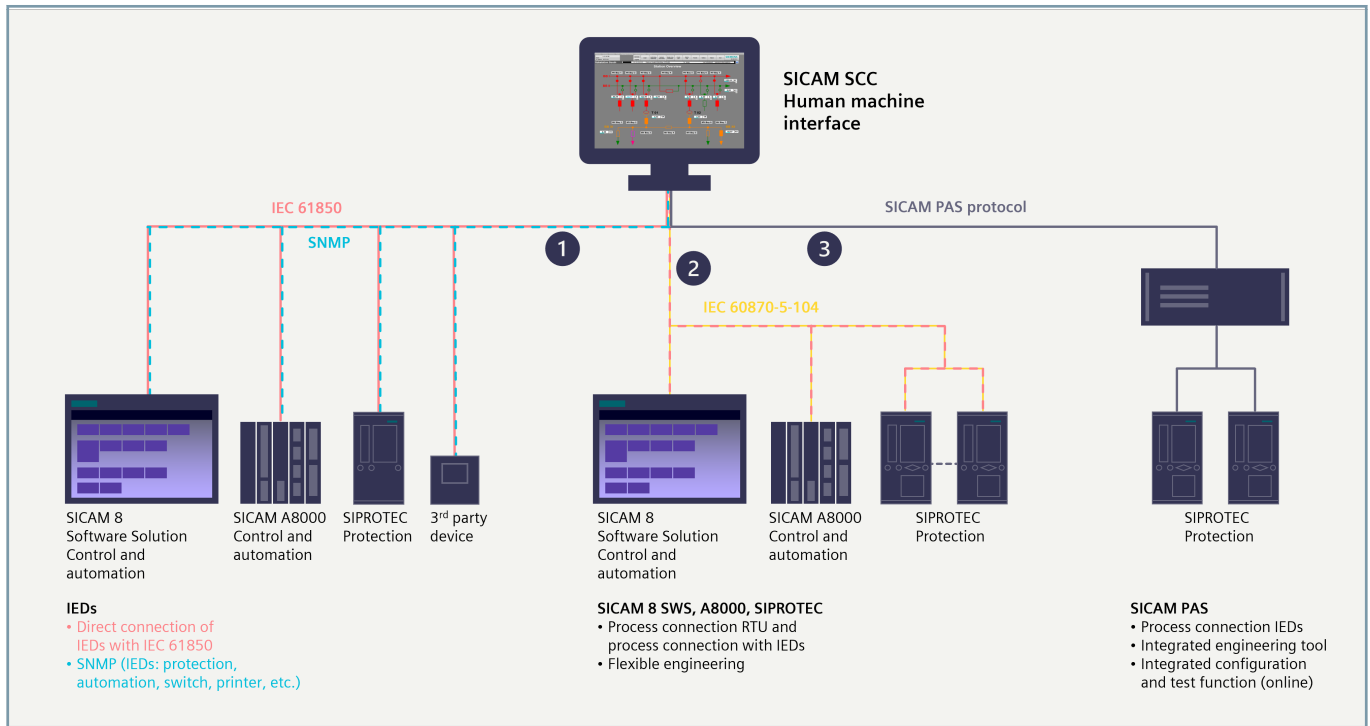 SICAM SCC
Human machine
interface
IEC 61850
SNMP
SICAM PAS protocol
1
2
3
IEC 60870-5-104
SICAM 8
Software Solution
Control and
automation
SICAM A8000
Control and
automation
SIPROTEC
Protection
3rd party
device
SICAM 8
Software Solution
Control and
automation
SICAM A8000
Control and
automation
SIPROTEC
Protection
SIPROTEC
Protection
IEDs
• Direct connection of
IEDs with IEC 61850
• SNMP (IEDs: protection,
automation, switch, printer, etc.)
SICAM 8 SWS, A8000, SIPROTEC
• Process connection RTU and
process connection with IEDs
• Flexible engineering
SICAM PAS
• Process connection IEDs
• Integrated engineering tool
• Integrated configuration
and test function (online)